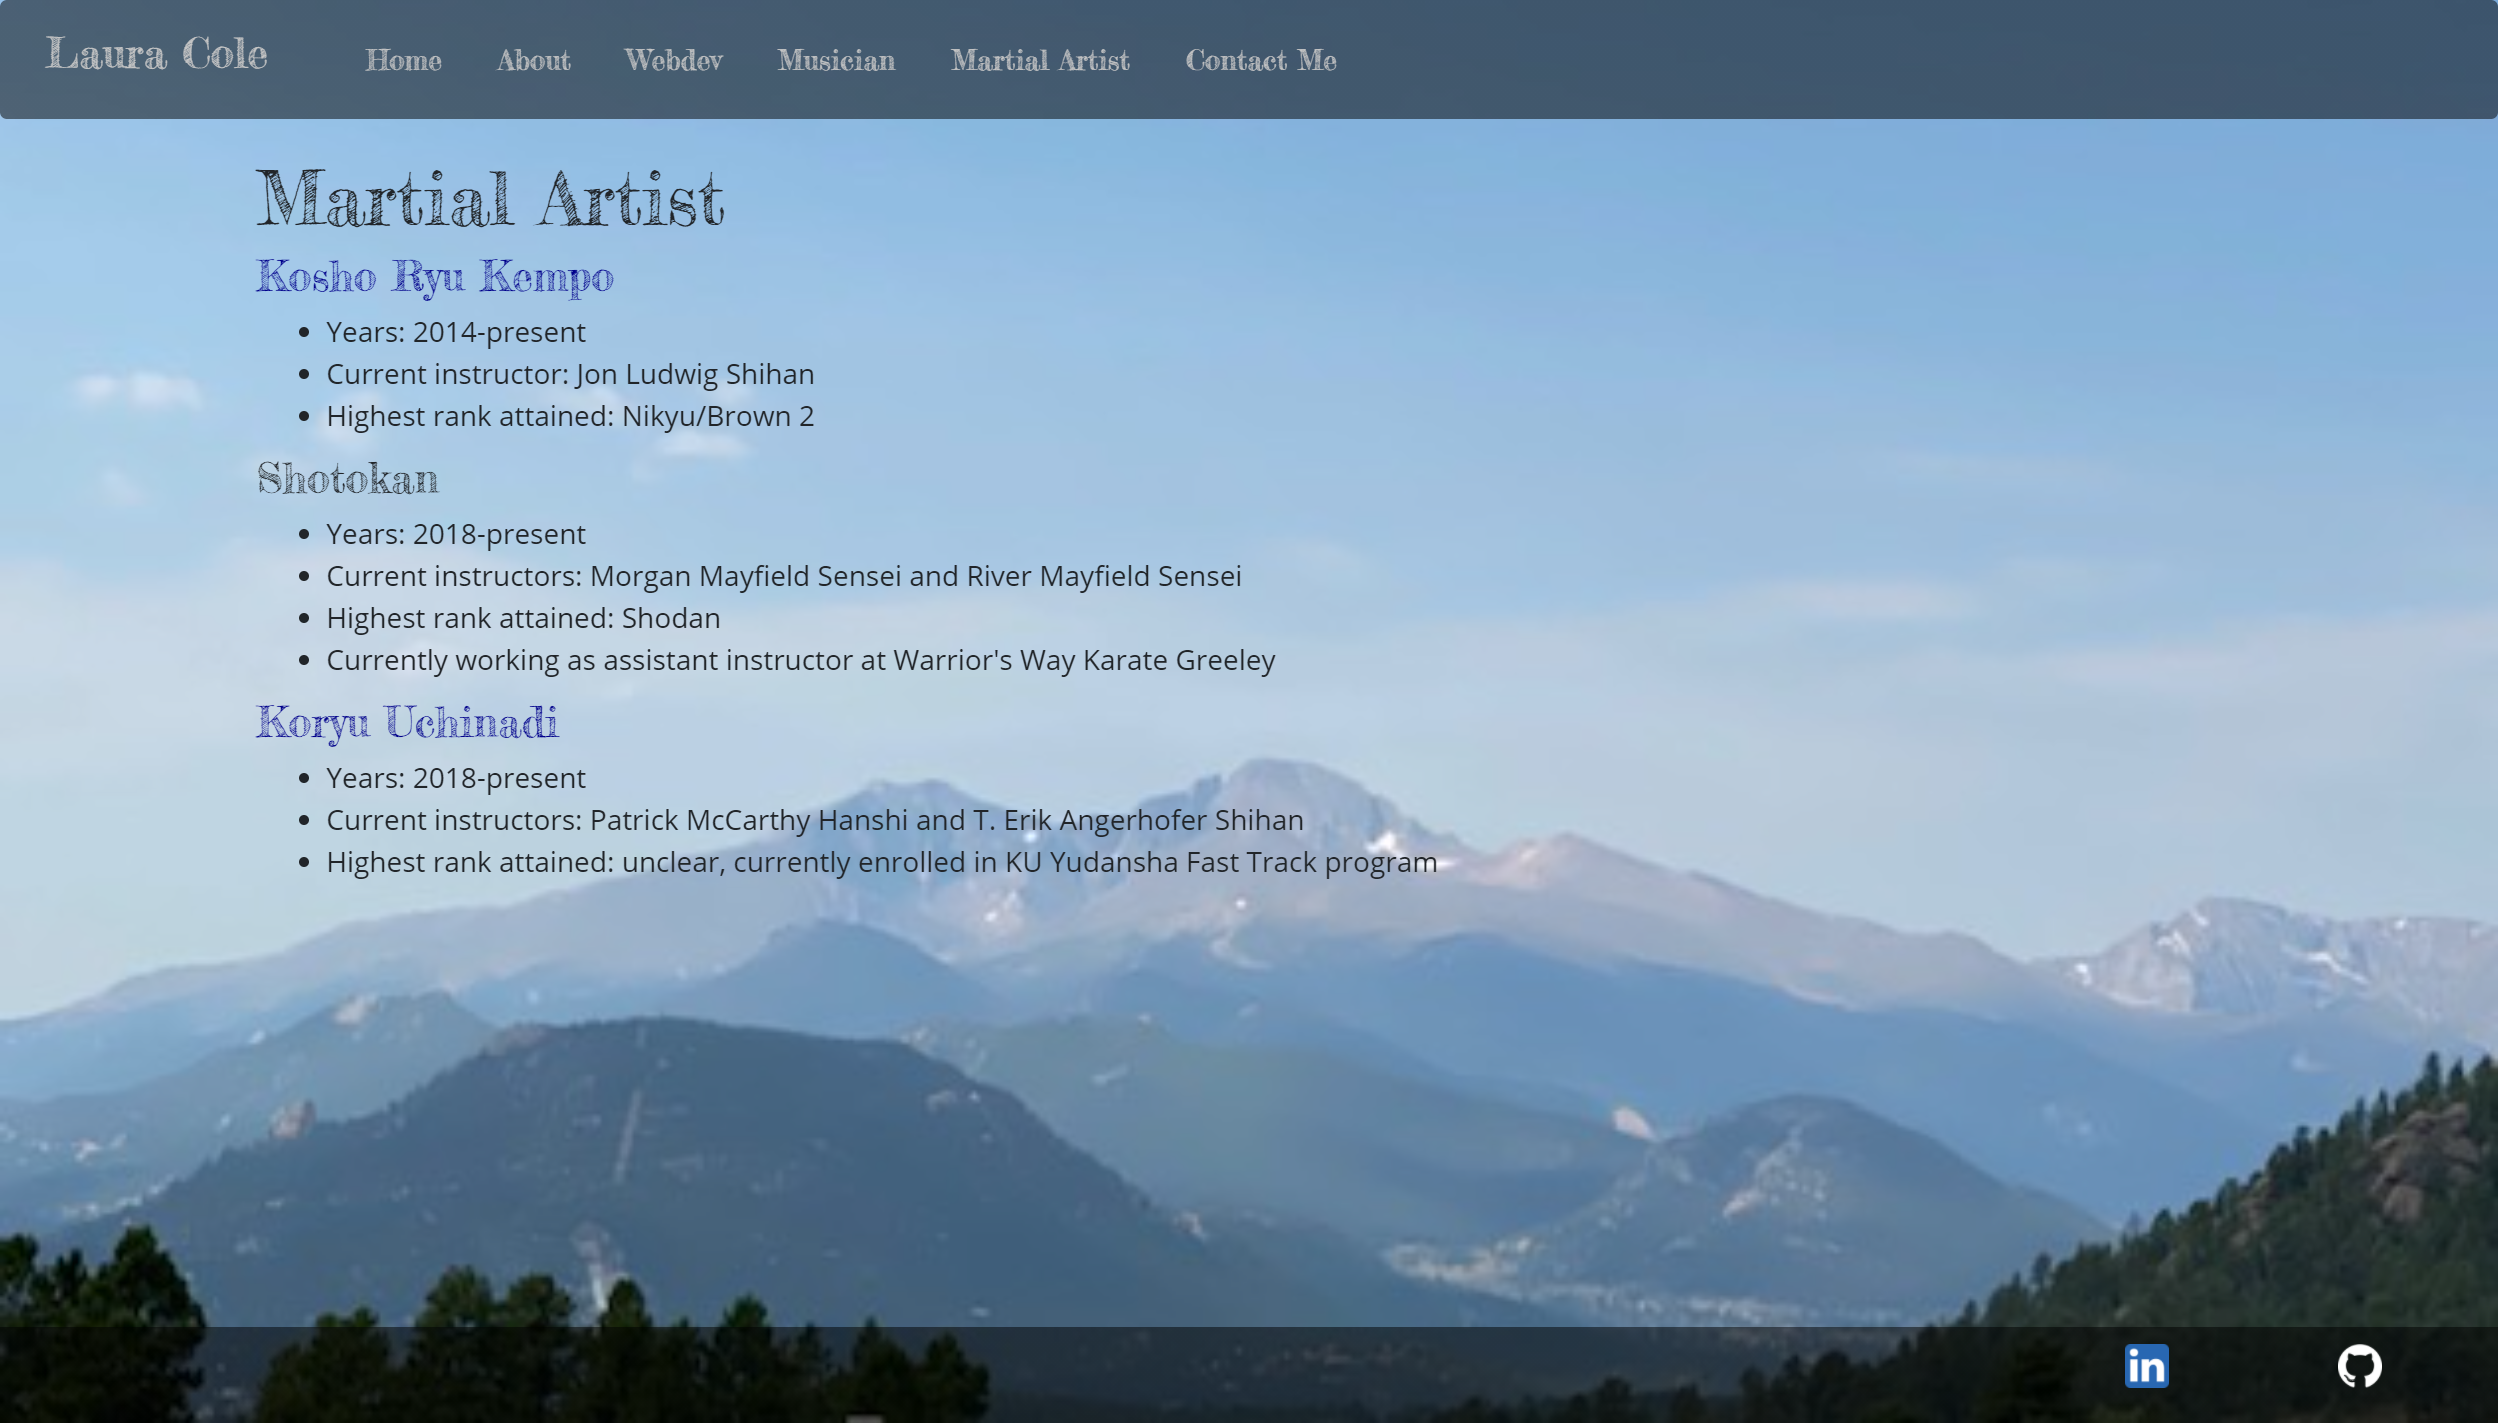 Laura Cole
Home
About
Webdev
Musician
Martial Artist
Contact Me
Martial Artist
Kosho Ryu Kempo
Years: 2014-present
Current instructor: Jon Ludwig Shihan
Highest rank attained: Nikyu/Brown 2
Shotokan
Years: 2018-present
Current instructors: Morgan Mayfield Sensei and River Mayfield Sensei
Highest rank attained: Shodan
Currently working as assistant instructor at Warrior's Way Karate Greeley
Koryu Uchinadi
Years: 2018-present
Current instructors: Patrick McCarthy Hanshi and T. Erik Angerhofer Shihan
Highest rank attained: unclear, currently enrolled in KU Yudansha Fast Track program
in